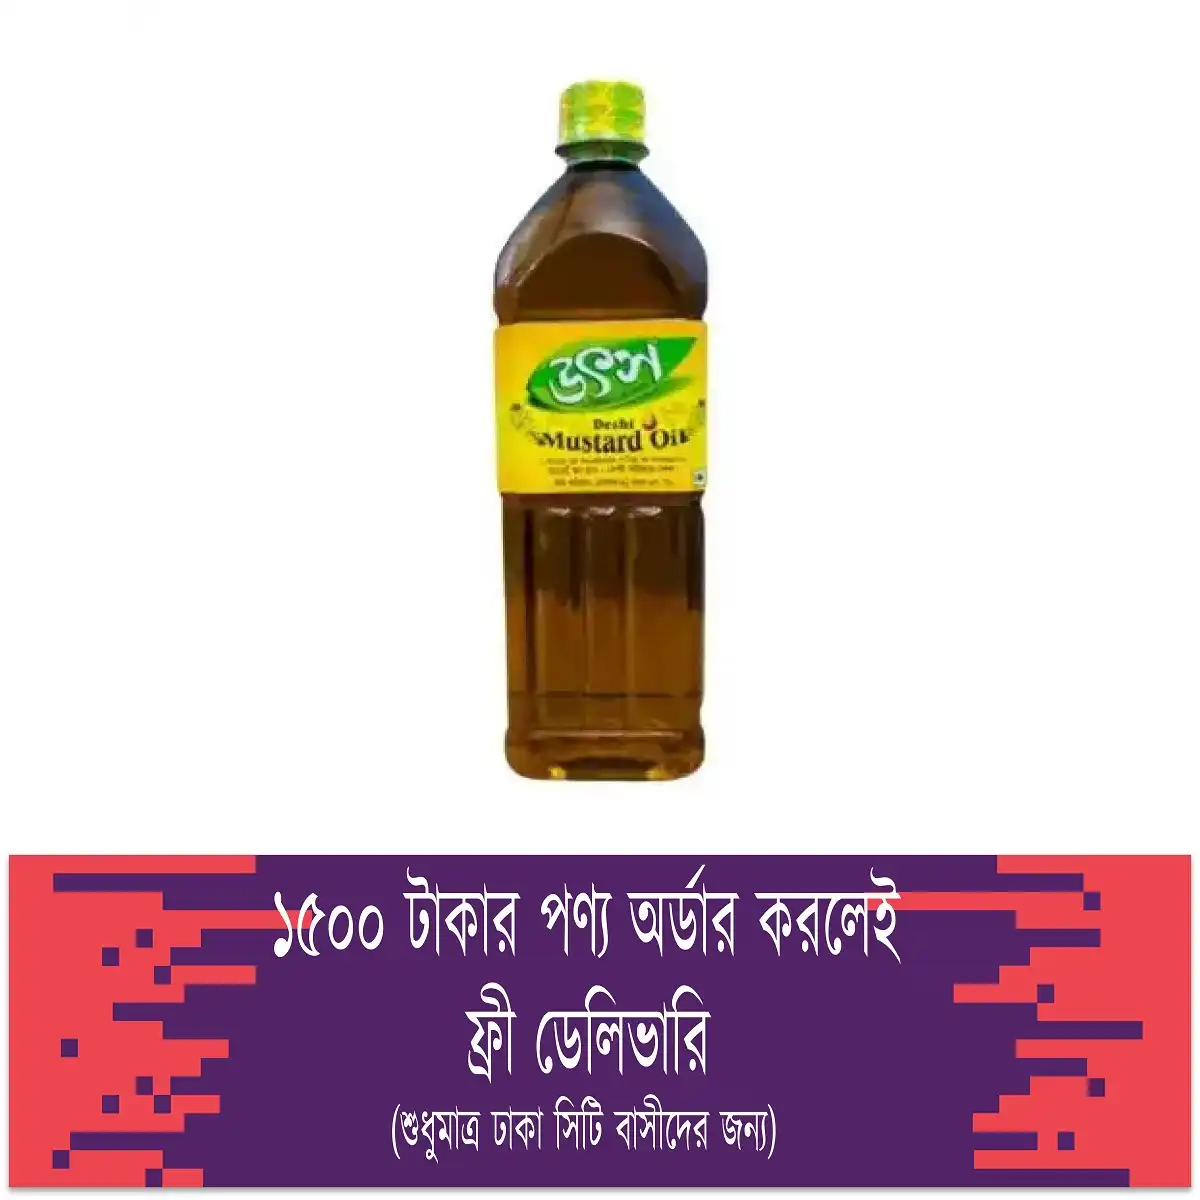 উৎস
Deshi
Mustard Oil
১৫০০ টাকার পণ্য অর্ডার করলেই
ফ্রী ডেলিভারি
(শুধুমাত্র ঢাকা সিটি বাসীদের জন্য)